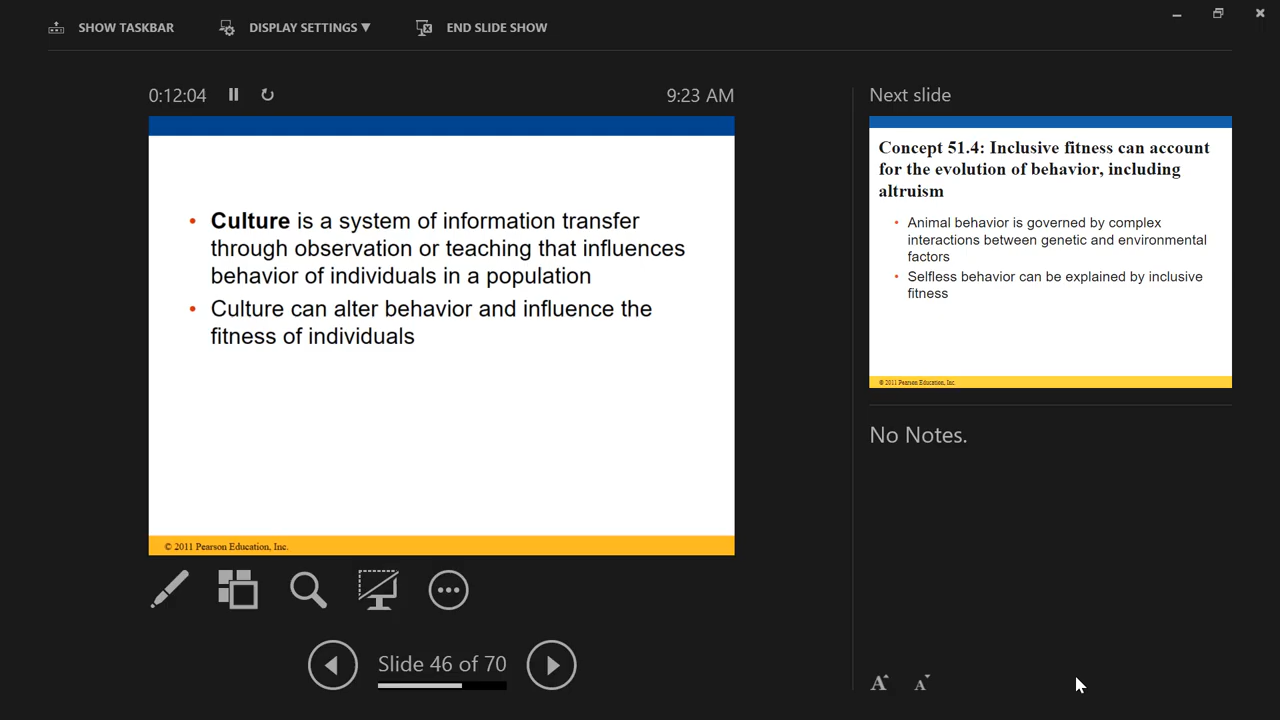 SHOW TASKBAR
DISPLAY SETTINGS ▼
END SLIDE SHOW
0:12:04
9:23 AM
• Culture is a system of information transfer
through observation or teaching that influences
behavior of individuals in a population
• Culture can alter behavior and influence the
fitness of individuals
© 2011 Pearson Education, Inc.
Slide 46 of 70
Next slide
Concept 51.4: Inclusive fitness can account
for the evolution of behavior, including
altruism
• Animal behavior is governed by complex
interactions between genetic and environmental
factors
• Selfless behavior can be explained by inclusive
fitness
© 2011 Pearson Education, Inc.
No Notes.
A A